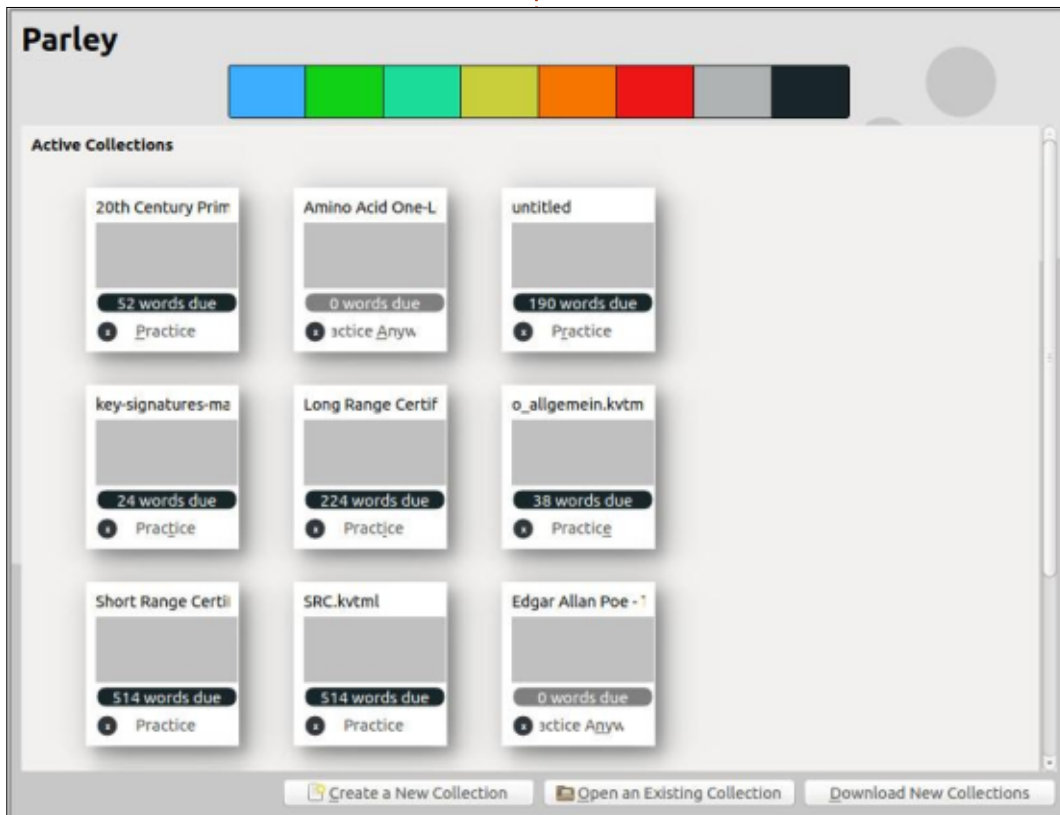 Parley
Active Collections
20th Century Prim
52 words due
Practice
Amino Acid One-L
0 words due
actice Anyw
untitled
190 words due
Practice
key-signatures-ma
24 words due
Practice
Long Range Certif
224 words due
Practice
o_allgemein.kvtm
38 words due
Practice
Short Range Certi
514 words due
Practice
SRC.kvtml
514 words due
Practice
Edgar Allan Poe -
0 words due
actice Anyw
Create a New Collection
Open an Existing Collection
Download New Collections